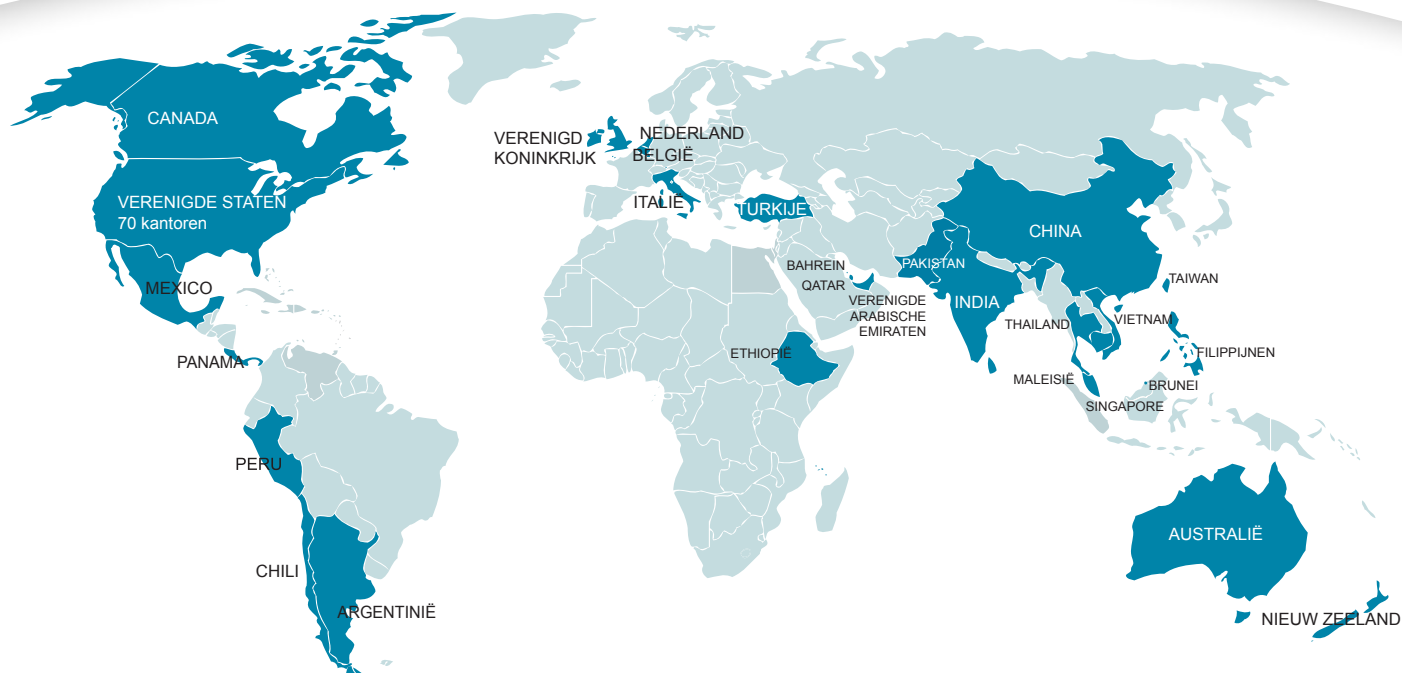 CANADA
VERENIGDE STATEN
70 kantoren
MEXICO
PANAMA
PERU
CHILI
ARGENTINIË
VERENIGD
KONINKRIJK
NEDERLAND
BELGIË
ITALIË
TURKIJE
BAHREIN
QATAR
VERENIGDE
ARABISCHE
EMIRATEN
ETHIOPIË
PAKISTAN
INDIA
CHINA
TAIWAN
THAILAND
VIETNAM
FILIPPIJNEN
MALEISIË
BRUNEI
SINGAPORE
AUSTRALIË
NIEUW ZEELAND